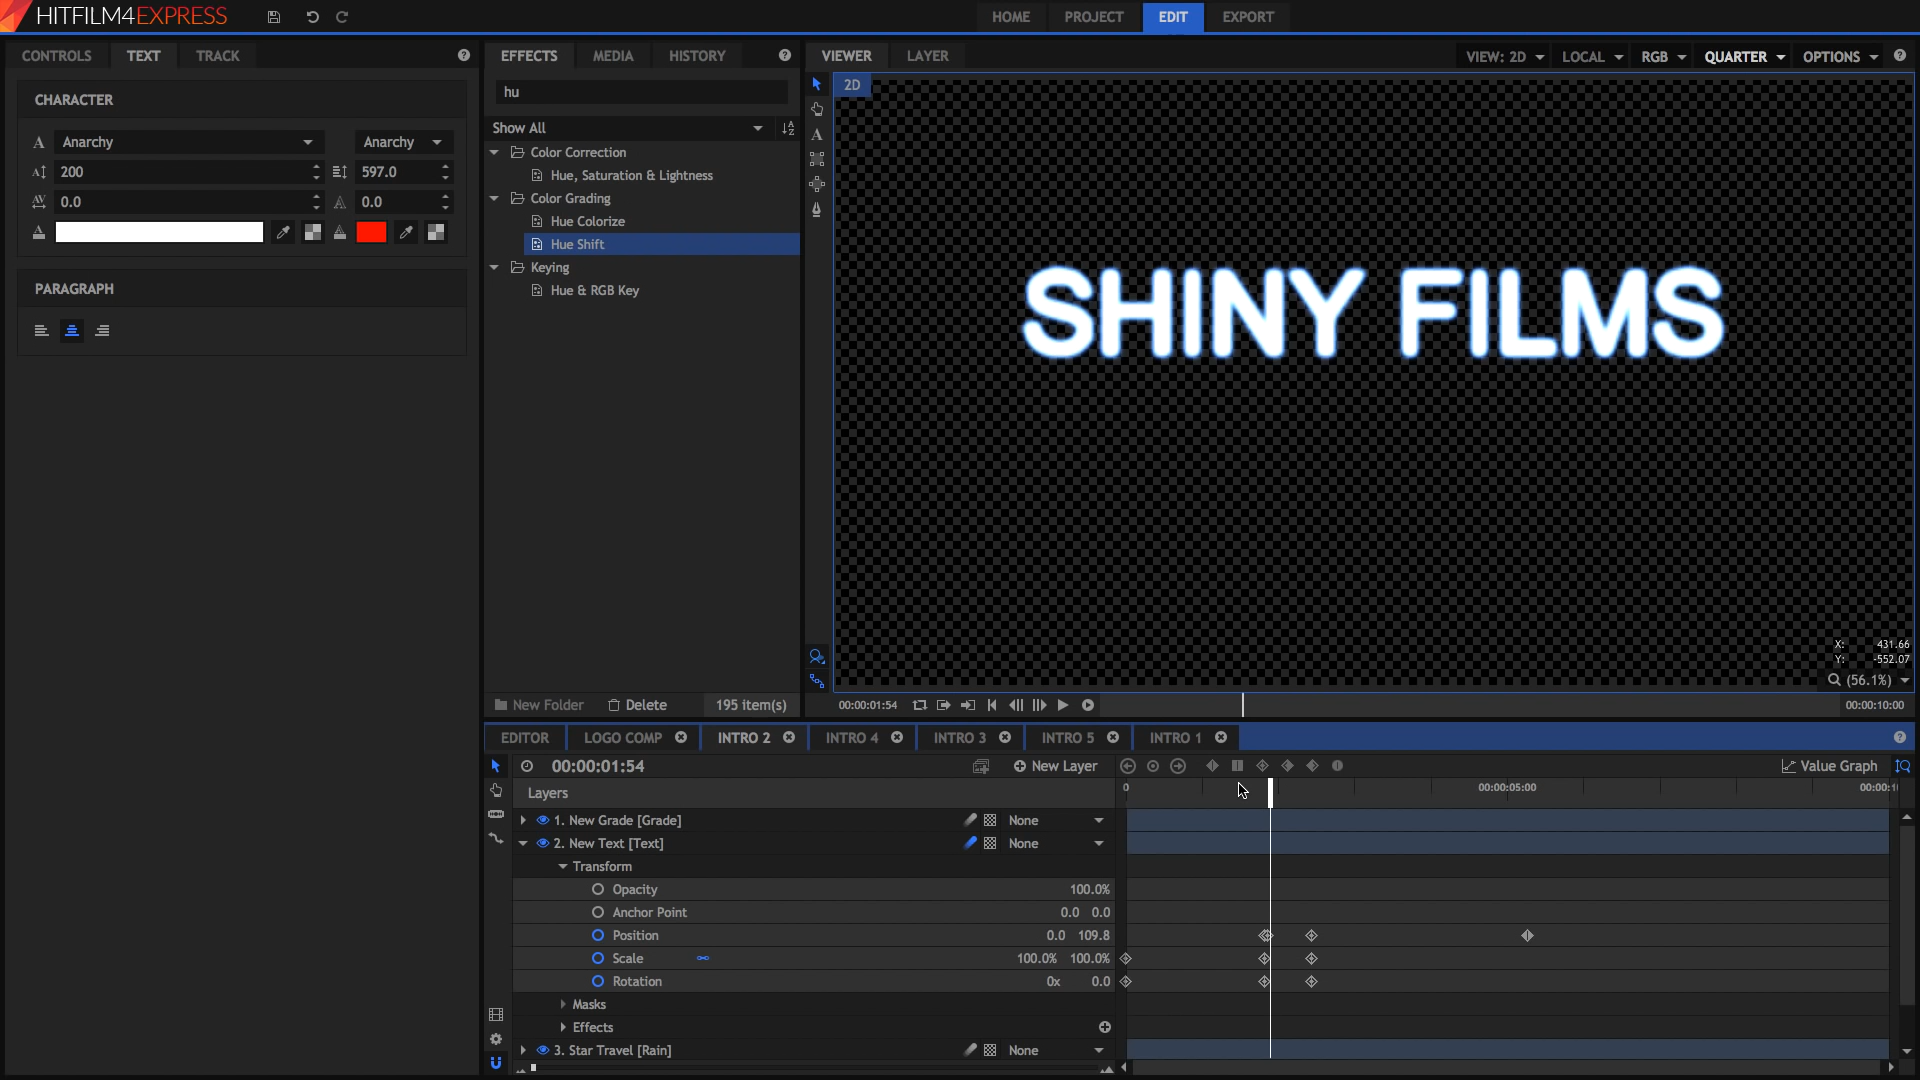 HITFILM4EXPRESS
HOME PROJECT EDIT EXPORT
CONTROLS TEXT TRACK
EFFECTS MEDIA HISTORY
VIEWER LAYER
VIEW: 2D LOCAL RGB QUARTER OPTIONS
CHARACTER
Anarchy Anarchy
200 597.0
0.0 0.0
PARAGRAPH
hu
Show All
Color Correction
Hue, Saturation & Lightness
Color Grading
Hue Colorize
Hue Shift
Keying
Hue & RGB Key
New Folder Delete 195 item(s)
2D
SHINY FILMS
X: 431.66
Y: -552.07
(56.1%)
00:00:01:54 00:00:10:00
EDITOR LOGO COMP INTRO 2 INTRO 4 INTRO 3 INTRO 5 INTRO 1
00:00:01:54 New Layer Value Graph
Layers 0 00:00:05:00 00:00:1
1. New Grade [Grade] None
2. New Text [Text] None
Transform
Opacity 100.0%
Anchor Point 0.0 0.0
Position 0.0 109.8
Scale 100.0% 100.0%
Rotation 0x 0.0
Masks
Effects
3. Star Travel [Rain] None